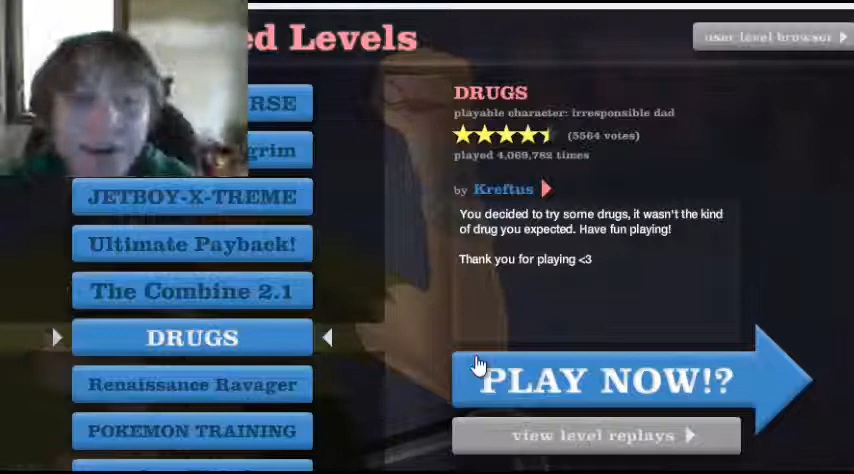 ed Levels
user level browser
RSE
grim
JETBOY-X-TREME
Ultimate Payback!
The Combine 2.1
DRUGS
Renaissance Ravager
POKEMON TRAINING
DRUGS
playable character: irresponsible dad
(5564 votes)
played 4,069,782 times
by Kreftus
You decided to try some drugs, it wasn't the kind
of drug you expected. Have fun playing!
Thank you for playing <3
PLAY NOW!?
view level replays